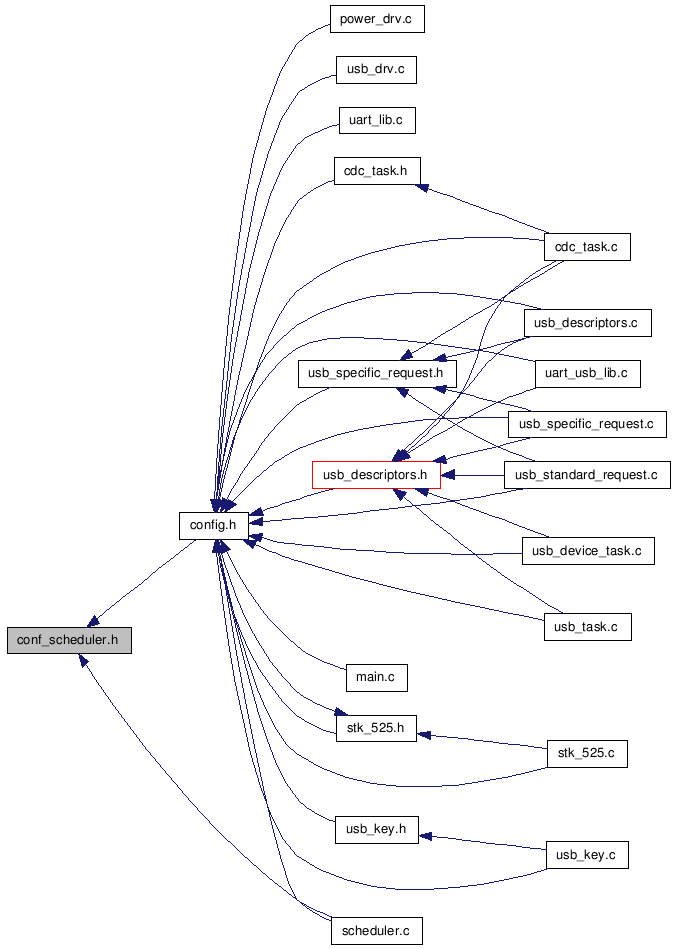 power_drv.c
usb_drv.c
uart_lib.c
cdc_task.h
cdc_task.c
usb_descriptors.c
usb_specific_request.h
uart_usb_lib.c
usb_specific_request.c
usb_descriptors.h
usb_standard_request.c
config.h
usb_device_task.c
usb_task.c
conf_scheduler.h
main.c
stk_525.h
stk_525.c
usb_key.h
usb_key.c
scheduler.c